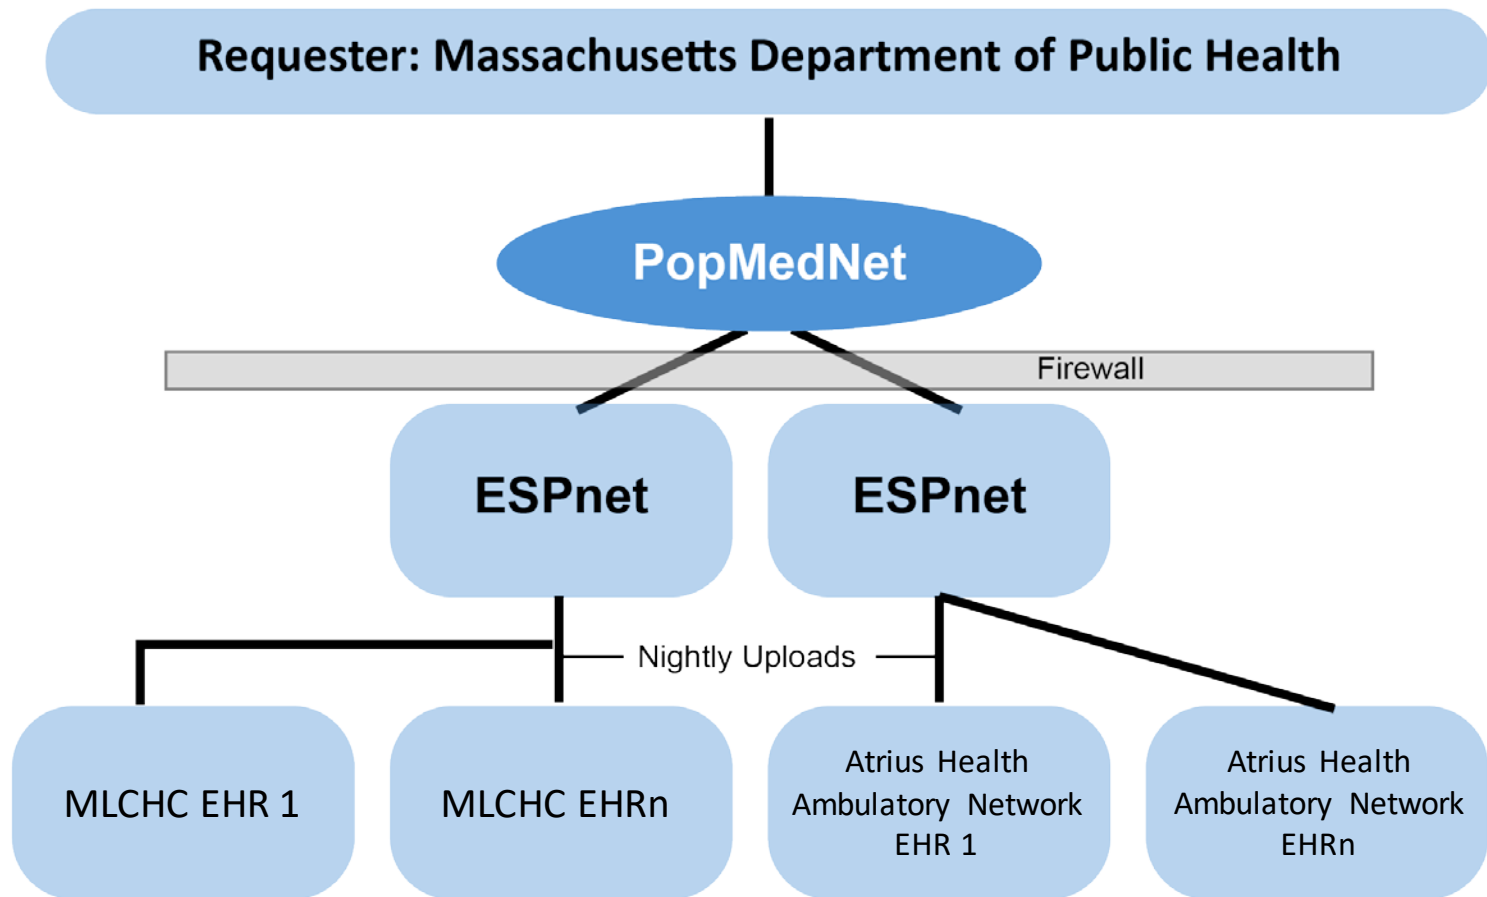 Requester: Massachusetts Department of Public Health
PopMedNet
Firewall
ESPnet
ESPnet
Nightly Uploads
MLCHC EHR 1
MLCHC EHRn
Atrius Health
Ambulatory Network
EHR 1
Atrius Health
Ambulatory Network
EHRn